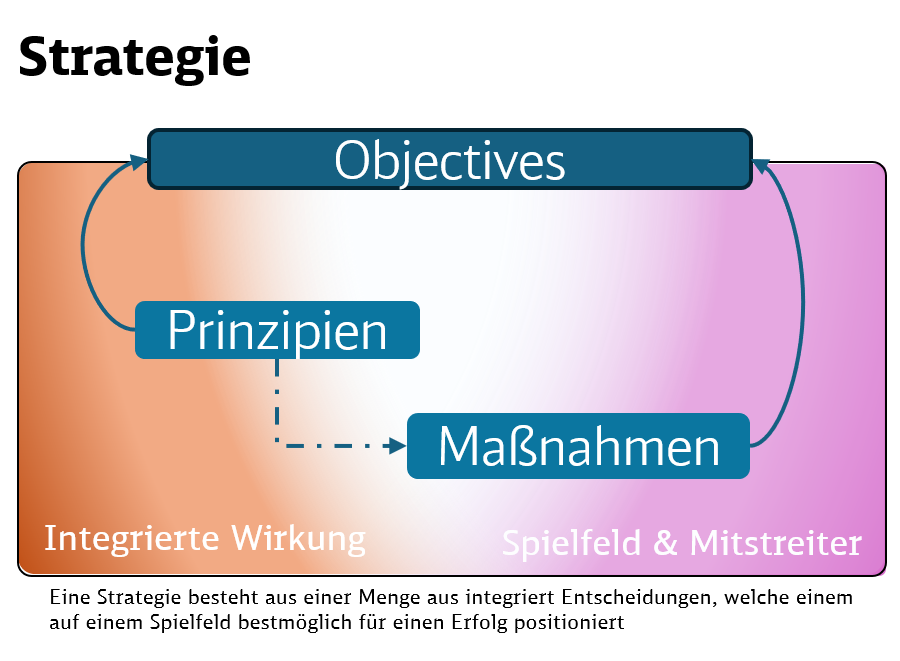 Strategie
Objectives
Prinzipien
Maßnahmen
Integrierte Wirkung
Spielfeld & Mitstreiter
Eine Strategie besteht aus einer Menge aus integriert Entscheidungen, welche einem
auf einem Spielfeld bestmöglich für einen Erfolg positioniert